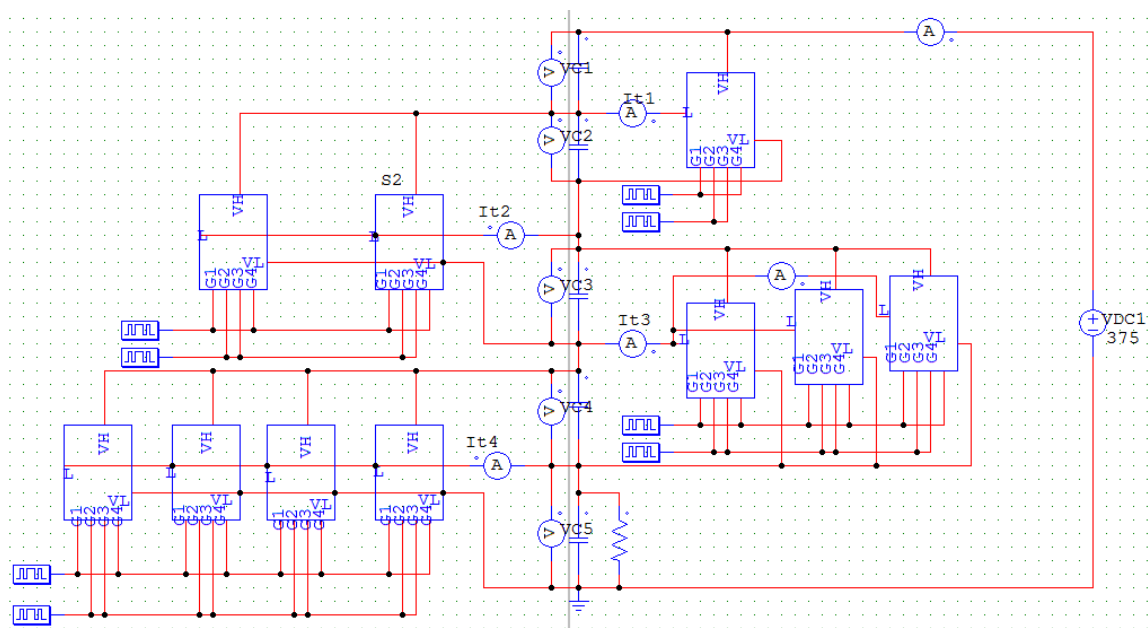 A
VC1
VH
It1
A
L
VC2
VL
G1 G2 G3 G4
S2
VH
VH
It2
A
L
L
VL
VL
G1 G2 G3 G4
G1 G2 G3 G4
VC3
A
VH
VH
VH
L
L
L
It3
A
VL
VL
VL
G1 G2 G3 G4
G1 G2 G3 G4
G1 G2 G3 G4
VDC1
375
VC4
VH
VH
VH
VH
It4
A
L
L
L
L
VL
VL
VL
VL
G1 G2 G3 G4
G1 G2 G3 G4
G1 G2 G3 G4
G1 G2 G3 G4
VC5
V
V
V
V
V